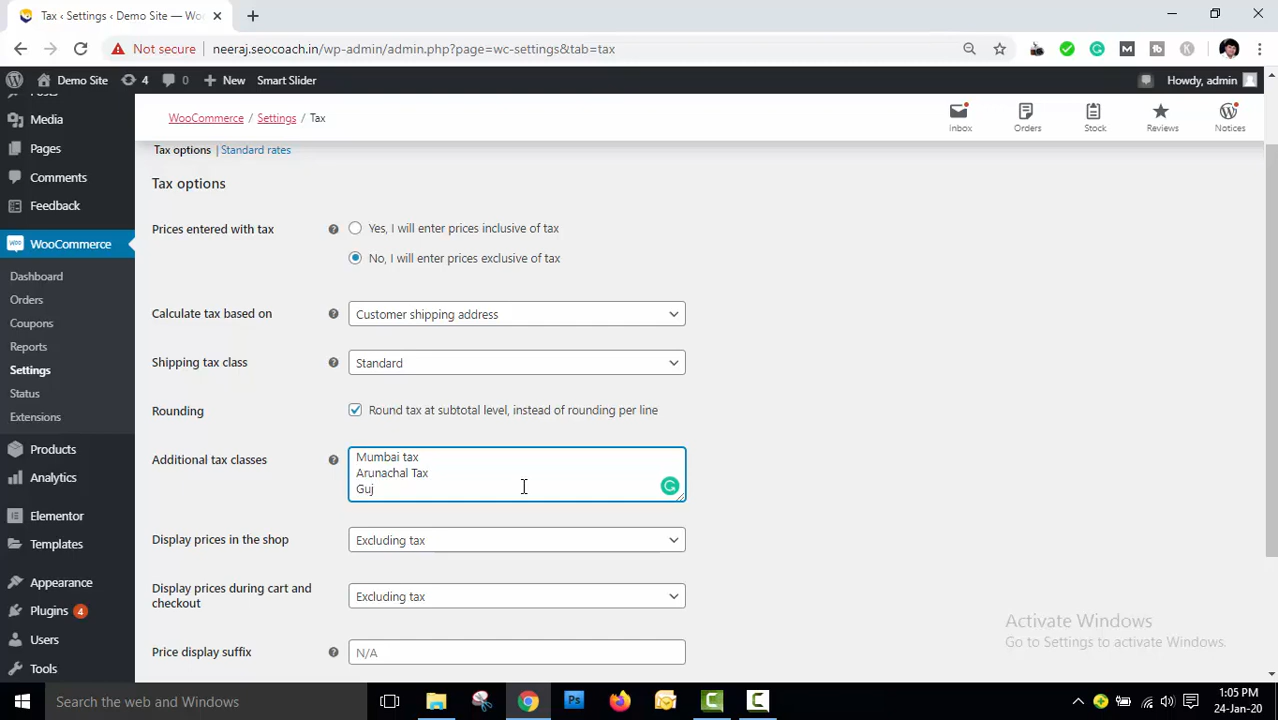 Tax ‹ Settings ‹ Demo Site — Wo
Not secure
neeraj.seocoach.in/wp-admin/admin.php?page=wc-settings&tab=tax
Demo Site
4
0
New
Smart Slider
Howdy, admin
Media
Pages
Comments
Feedback
WooCommerce
Dashboard
Orders
Coupons
Reports
Settings
Status
Extensions
Products
Analytics
Elementor
Templates
Appearance
Plugins 4
Users
Tools
WooCommerce / Settings / Tax
Inbox
Orders
Stock
Reviews
Notices
Tax options | Standard rates
Tax options
Prices entered with tax
Yes, I will enter prices inclusive of tax
No, I will enter prices exclusive of tax
Calculate tax based on
Customer shipping address
Shipping tax class
Standard
Rounding
Round tax at subtotal level, instead of rounding per line
Additional tax classes
Mumbai tax
Arunachal Tax
Guj
Display prices in the shop
Excluding tax
Display prices during cart and
checkout
Excluding tax
Price display suffix
N/A
Activate Windows
Go to Settings to activate Windows.
Search the web and Windows
1:05 PM
24-Jan-20